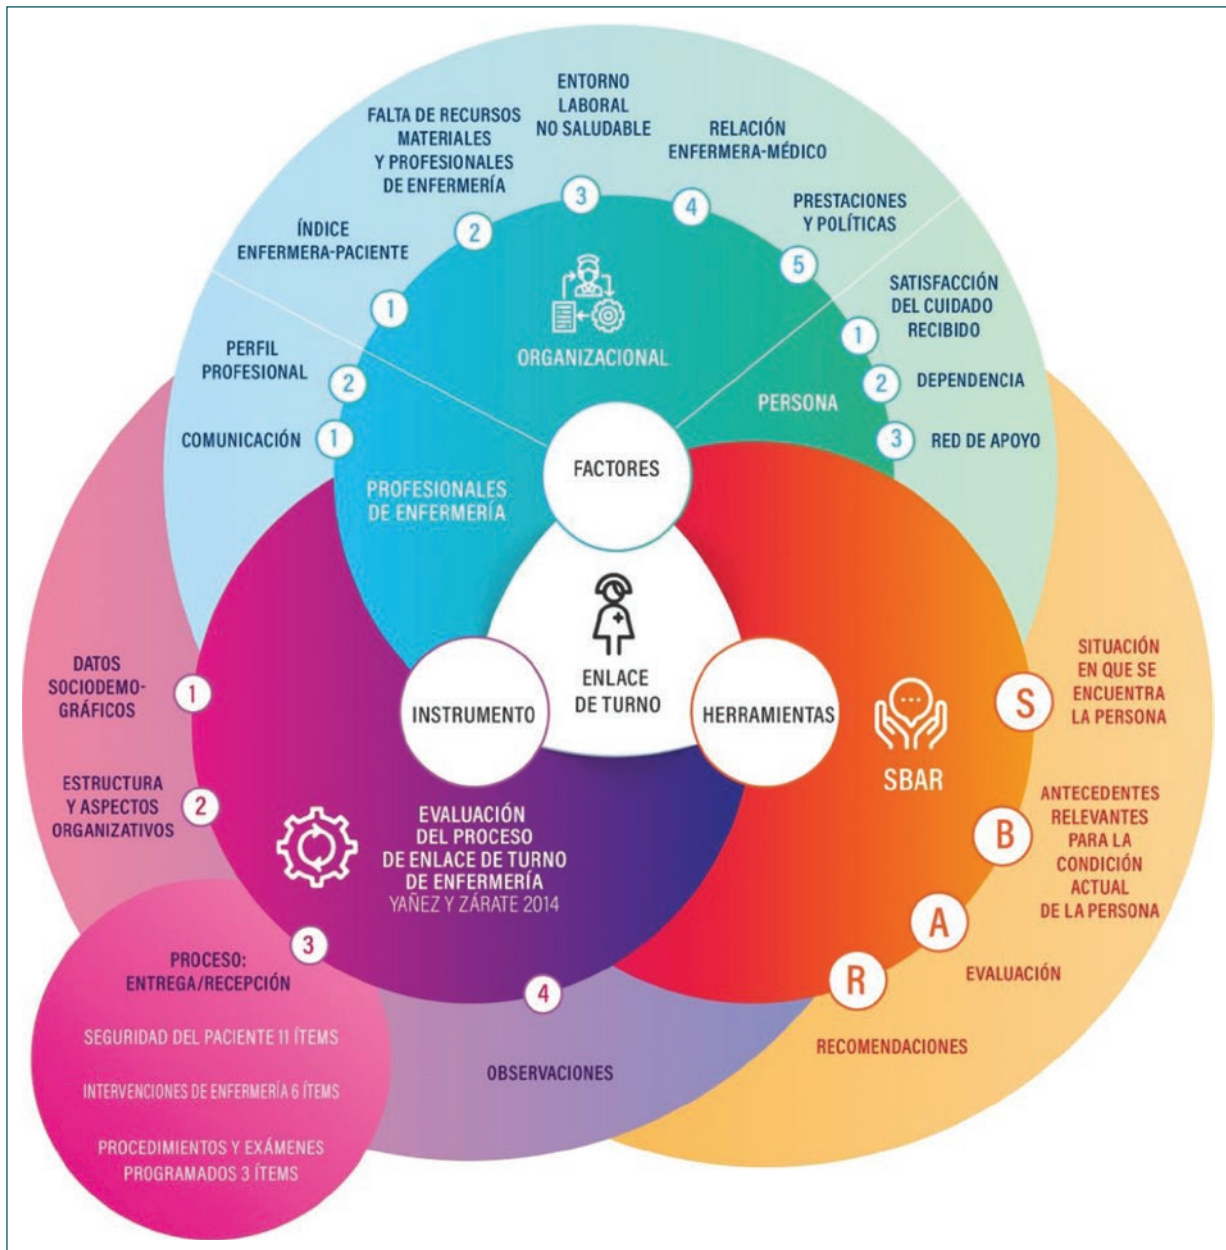 ENTORNO
LABORAL
NO SALUDABLE
FALTA DE RECURSOS
MATERIALES
Y PROFESIONALES
DE ENFERMERÍA
RELACIÓN
ENFERMERA-MÉDICO
ÍNDICE
ENFERMERA-PACIENTE
PRESTACIONES
Y POLÍTICAS
1
2
3
4
5
ORGANIZACIONAL
PERFIL
PROFESIONAL
2
COMUNICACIÓN
1
PROFESIONALES
DE ENFERMERÍA
SATISFACCIÓN
DEL CUIDADO
RECIBIDO
1
2
DEPENDENCIA
3
RED DE APOYO
PERSONA
FACTORES
ENLACE
DE TURNO
INSTRUMENTO
HERRAMIENTAS
DATOS
SOCIODEMO-
GRÁFICOS
1
ESTRUCTURA
Y ASPECTOS
ORGANIZATIVOS
2
EVALUACIÓN
DEL PROCESO
DE ENLACE DE TURNO
DE ENFERMERÍA
YAÑEZ Y ZÁRATE 2014
3
PROCESO:
ENTREGA/RECEPCIÓN
SEGURIDAD DEL PACIENTE 11 ÍTEMS
INTERVENCIONES DE ENFERMERÍA 6 ÍTEMS
PROCEDIMIENTOS Y EXÁMENES
PROGRAMADOS 3 ÍTEMS
4
OBSERVACIONES
SBAR
S
SITUACIÓN
EN QUE SE
ENCUENTRA
LA PERSONA
B
ANTECEDENTES
RELEVANTES
PARA LA
CONDICIÓN
ACTUAL
DE LA PERSONA
A
EVALUACIÓN
R
RECOMENDACIONES